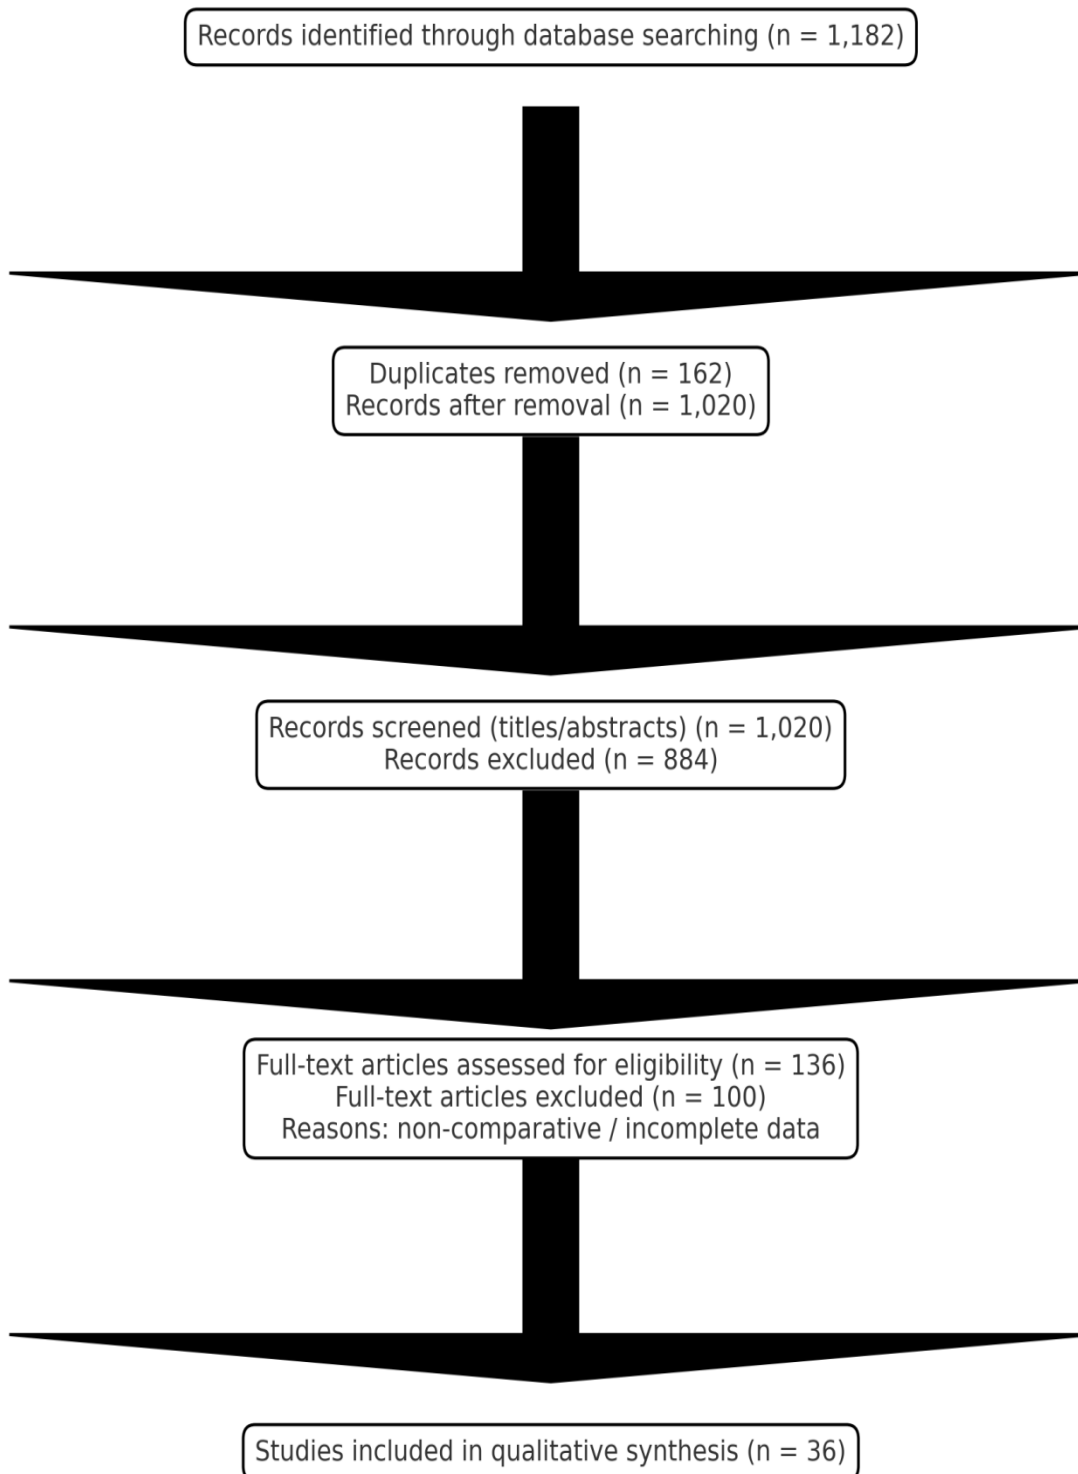 Records identified through database searching (n = 1,182)
Duplicates removed (n = 162)
Records after removal (n = 1,020)
Records screened (titles/abstracts) (n = 1,020)
Records excluded (n = 884)
Full-text articles assessed for eligibility (n = 136)
Full-text articles excluded (n = 100)
Reasons: non-comparative / incomplete data
Studies included in qualitative synthesis (n = 36)